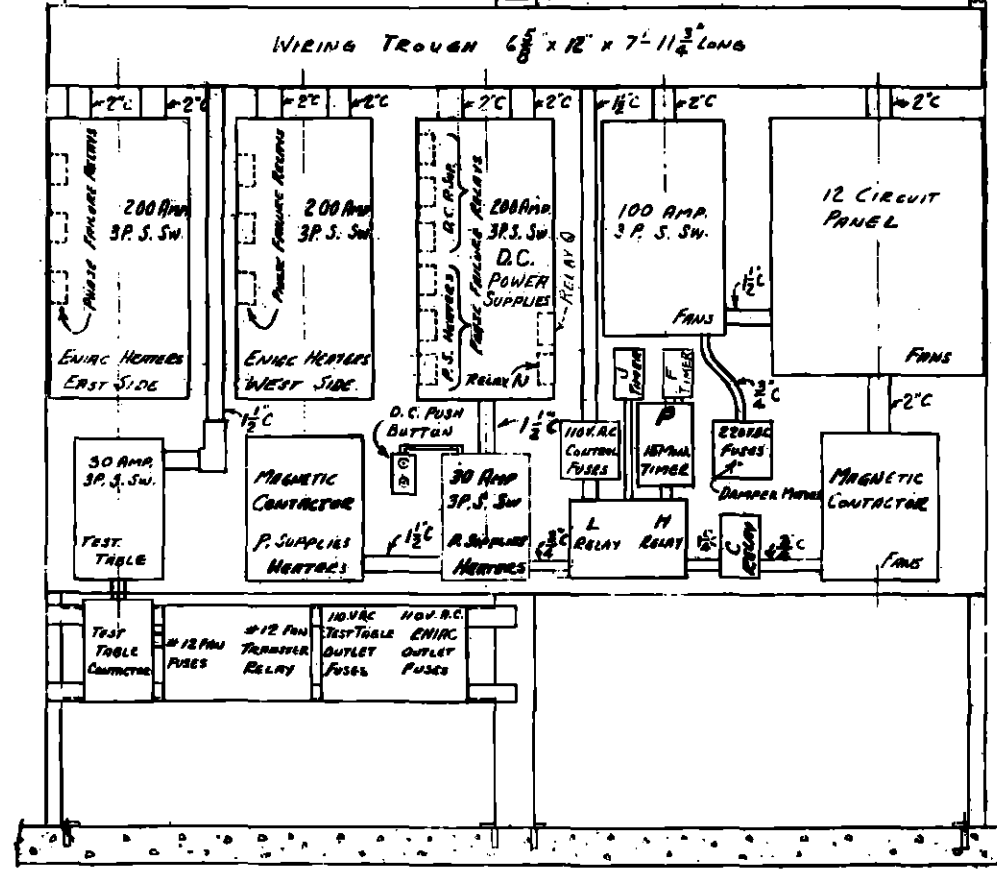 WIRING TROUGH 6 5/8" x 12" x 7'-11 3/4" LONG
2"C
2"C
2"C
2"C
2"C
2"C
1 1/2"C
2"C
2"C
PHASE FAILURE RELAYS
200 AMP.
3P. S. SW.
ENIAC HEATERS
EAST SIDE
PHASE FAILURE RELAYS
200 AMP.
3P. S. SW.
ENIAC HEATERS
WEST SIDE
D.C. P. SUP.
P.S. HEATERS
PHASE FAILURE RELAYS
200 AMP.
3P. S. SW.
D.C.
POWER
SUPPLIES
RELAY N
RELAY Q
100 AMP.
3P. S. SW.
FANS
1 1/2"C
12 CIRCUIT
PANEL
FANS
1 1/2"C
30 AMP.
3P. S. SW.
TEST
TABLE
MAGNETIC
CONTACTOR
P. SUPPLIES
HEATERS
D.C. PUSH
BUTTON
1 1/2"C
1 1/2"C
30 AMP
3P. S. SW
P. SUPPLIES
HEATERS
3/4"C
110V. A.C.
CONTROL
FUSES
J
TIMER
F
TIMER
P
15 MIN.
TIMER
3/4"C
220V AC
FUSES
DAMPER MOTORS
2"C
L
RELAY
H
RELAY
C
RELAY
MAGNETIC
CONTACTOR
FANS
TEST
TABLE
CONTACTOR
#12 FAN
FUSES
#12 FAN
TRANSFER
RELAY
110 V.AC
TEST TABLE
OUTLET
FUSES
110V. A.C.
ENIAC
OUTLET
FUSES